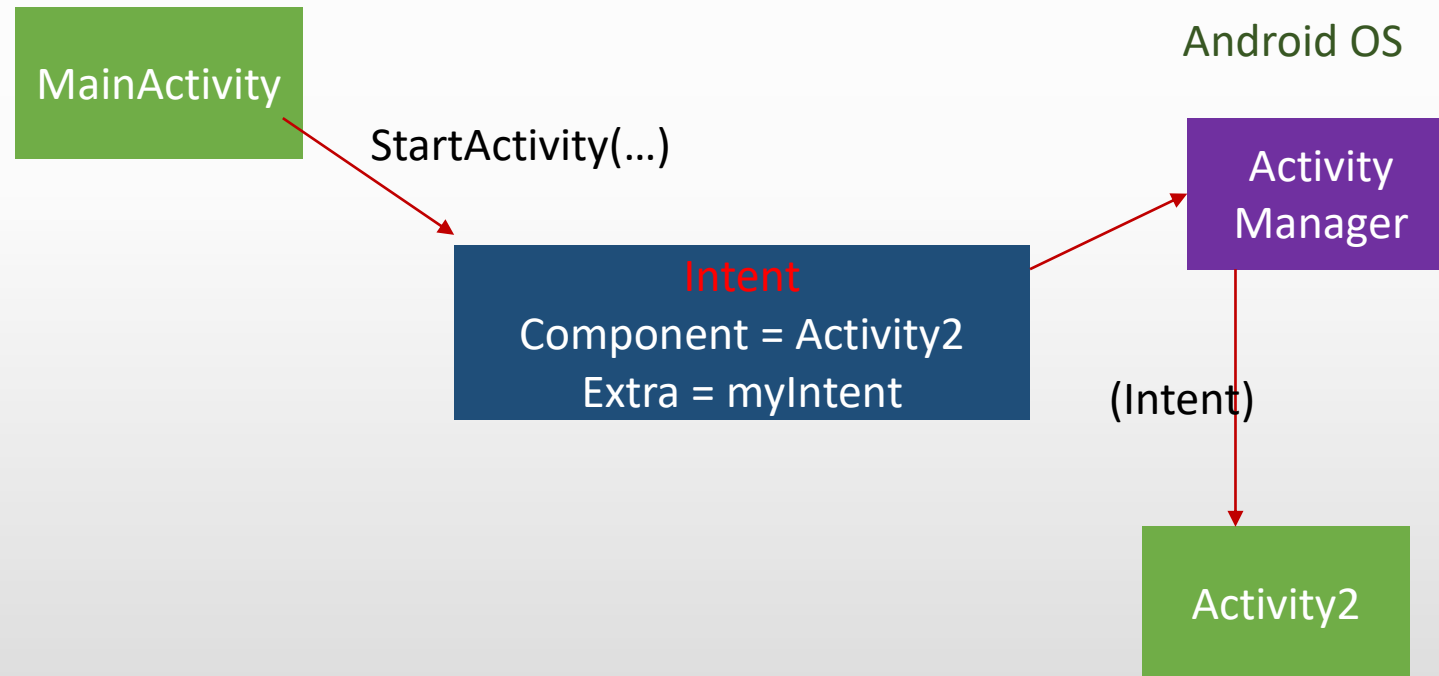 MainActivity
Android OS
StartActivity(…)
Activity
Manager
Intent
Component = Activity2
Extra = myIntent
(Intent)
Activity2